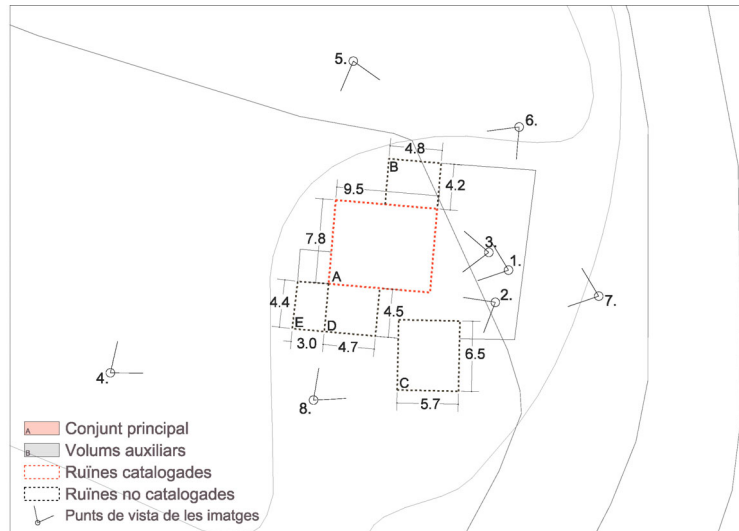 5.
6.
4.8
B
4.2
9.5
7.8
3.
1.
A
2.
7.
4.4
4.5
E
D
6.5
3.0
4.7
4.
C
8.
5.7
A Conjunt principal
B Volums auxiliars
Ruïnes catalogades
Ruïnes no catalogades
Punts de vista de les imatges